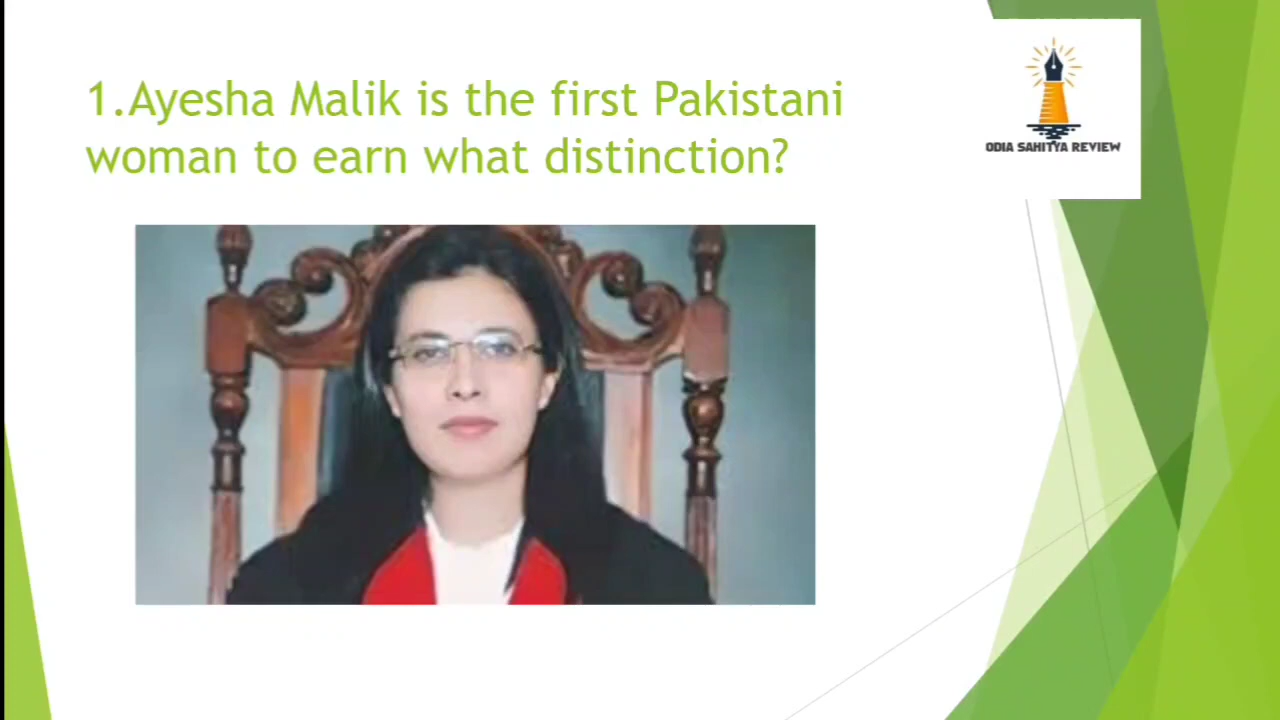 1.Ayesha Malik is the first Pakistani
woman to earn what distinction?
ODIA SAHITYA REVIEW